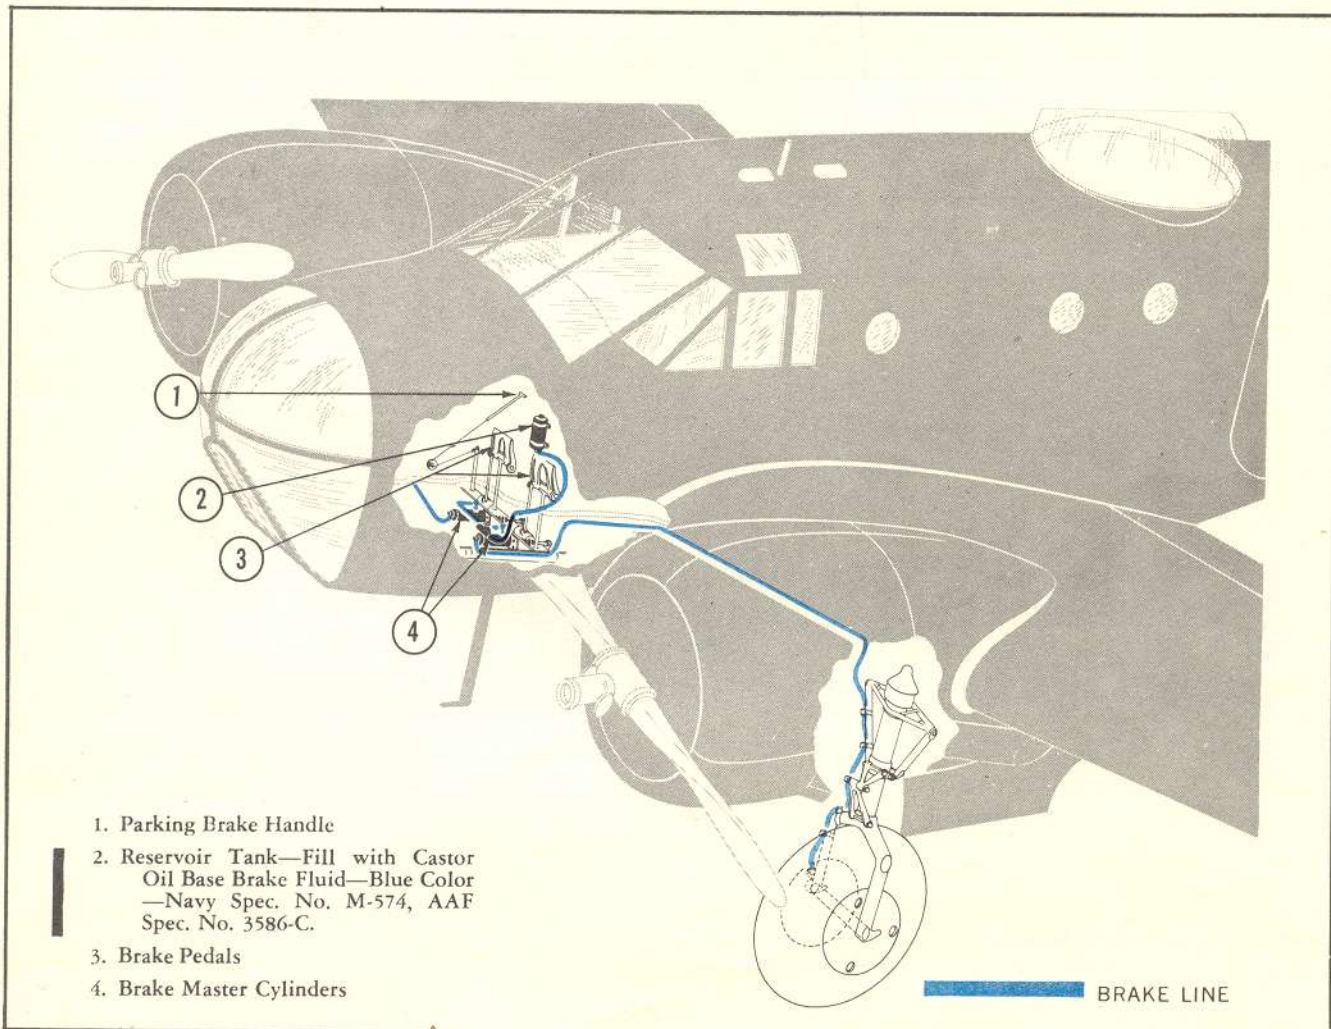 1
2
3
4
1. Parking Brake Handle
2. Reservoir Tank—Fill with Castor
Oil Base Brake Fluid—Blue Color
—Navy Spec. No. M-574, AAF
Spec. No. 3586-C.
3. Brake Pedals
4. Brake Master Cylinders
BRAKE LINE